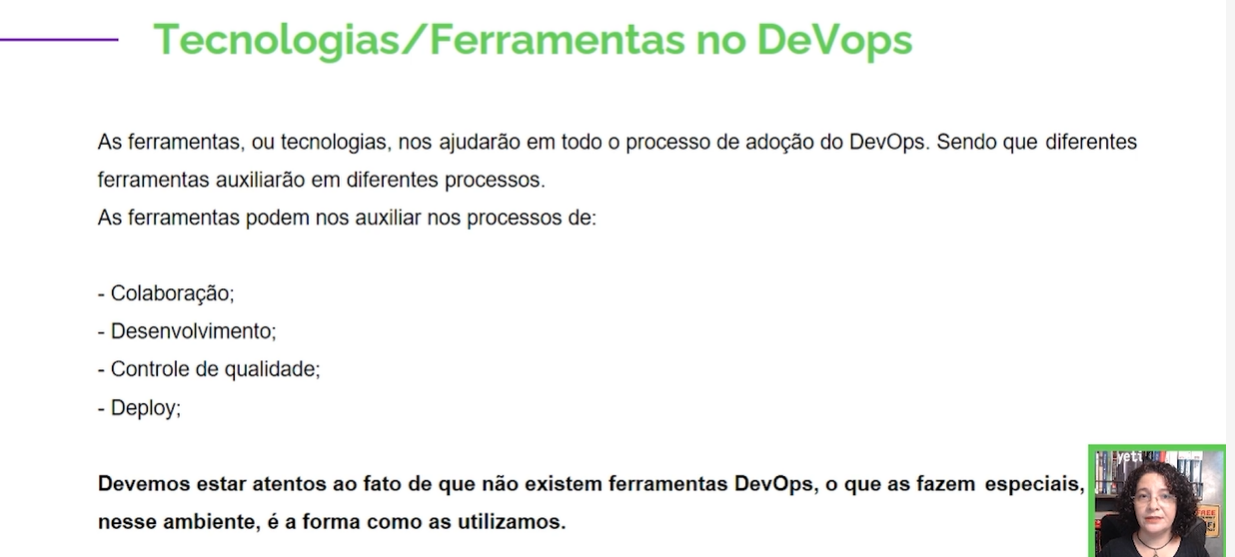 Tecnologias/Ferramentas no DeVops
As ferramentas, ou tecnologias, nos ajudarão em todo o processo de adoção do DevOps. Sendo que diferentes
ferramentas auxiliarão em diferentes processos.
As ferramentas podem nos auxiliar nos processos de:
- Colaboração;
- Desenvolvimento;
- Controle de qualidade;
- Deploy;
Devemos estar atentos ao fato de que não existem ferramentas DevOps, o que as fazem especiais,
nesse ambiente, é a forma como as utilizamos.
yeti
FREE